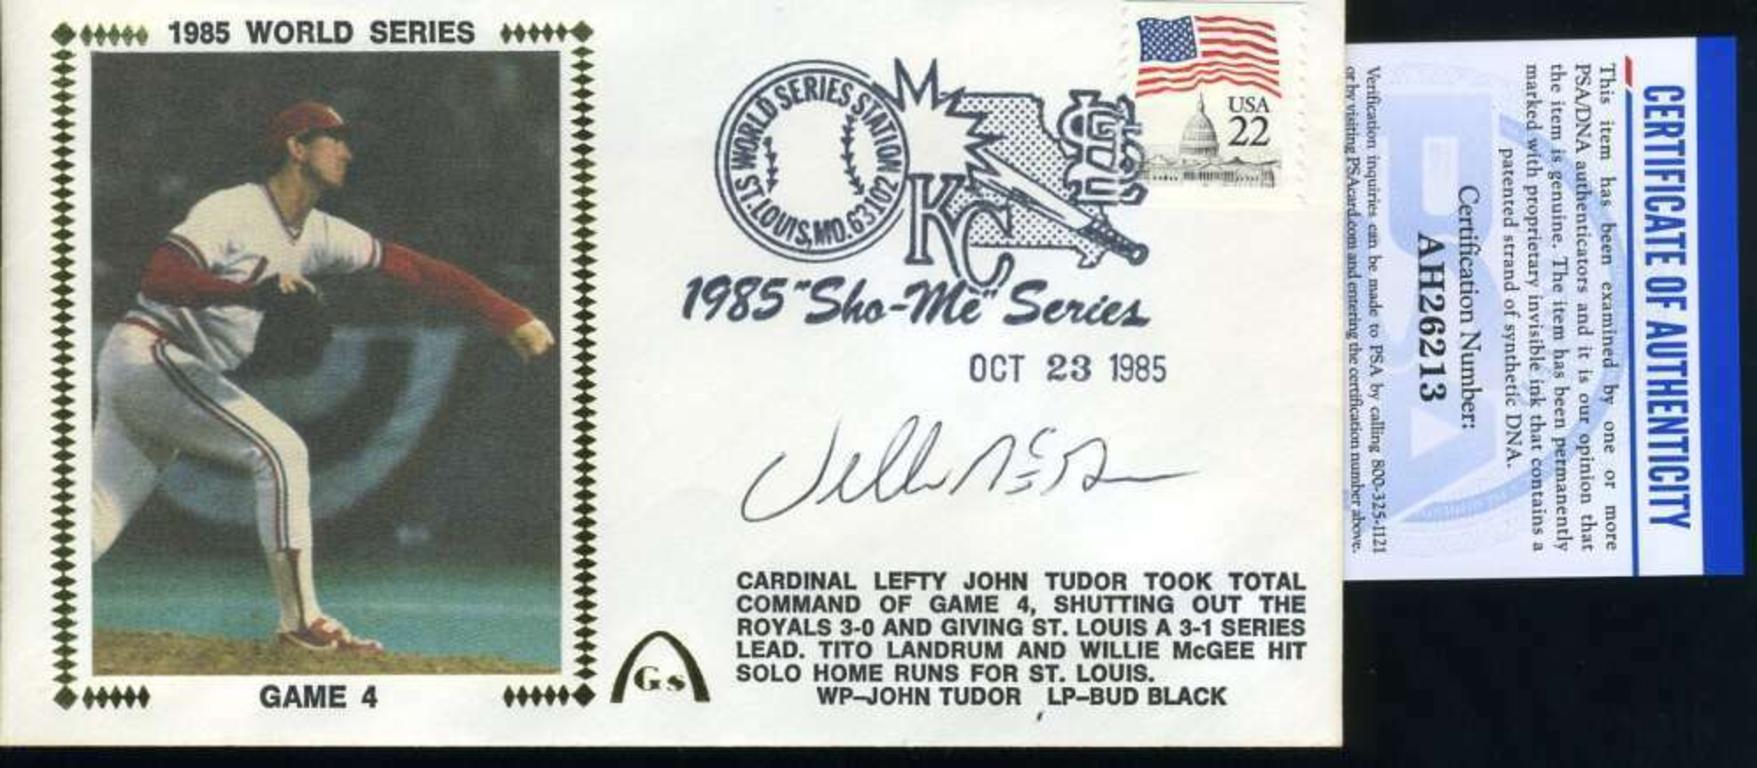 1985 WORLD SERIES
GAME 4
WORLD SERIES STATION
ST. LOUIS, MO. 63102
KC
STL
USA
22
1985 "Sho-Me" Series
OCT 23 1985
Willie McGee
CARDINAL LEFTY JOHN TUDOR TOOK TOTAL
COMMAND OF GAME 4, SHUTTING OUT THE
ROYALS 3-0 AND GIVING ST. LOUIS A 3-1 SERIES
LEAD. TITO LANDRUM AND WILLIE McGEE HIT
SOLO HOME RUNS FOR ST. LOUIS.
WP-JOHN TUDOR LP-BUD BLACK
Gs
CERTIFICATE OF AUTHENTICITY
This item has been examined by one or more
PSA/DNA authenticators and it is our opinion that
the item is genuine. The item has been permanently
marked with proprietary invisible ink that contains a
patented strand of synthetic DNA.
Certification Number:
AH26213
Verification inquiries can be made to PSA by calling 800-325-1121
or by visiting PSAcard.com and entering the certification number above.
PSA